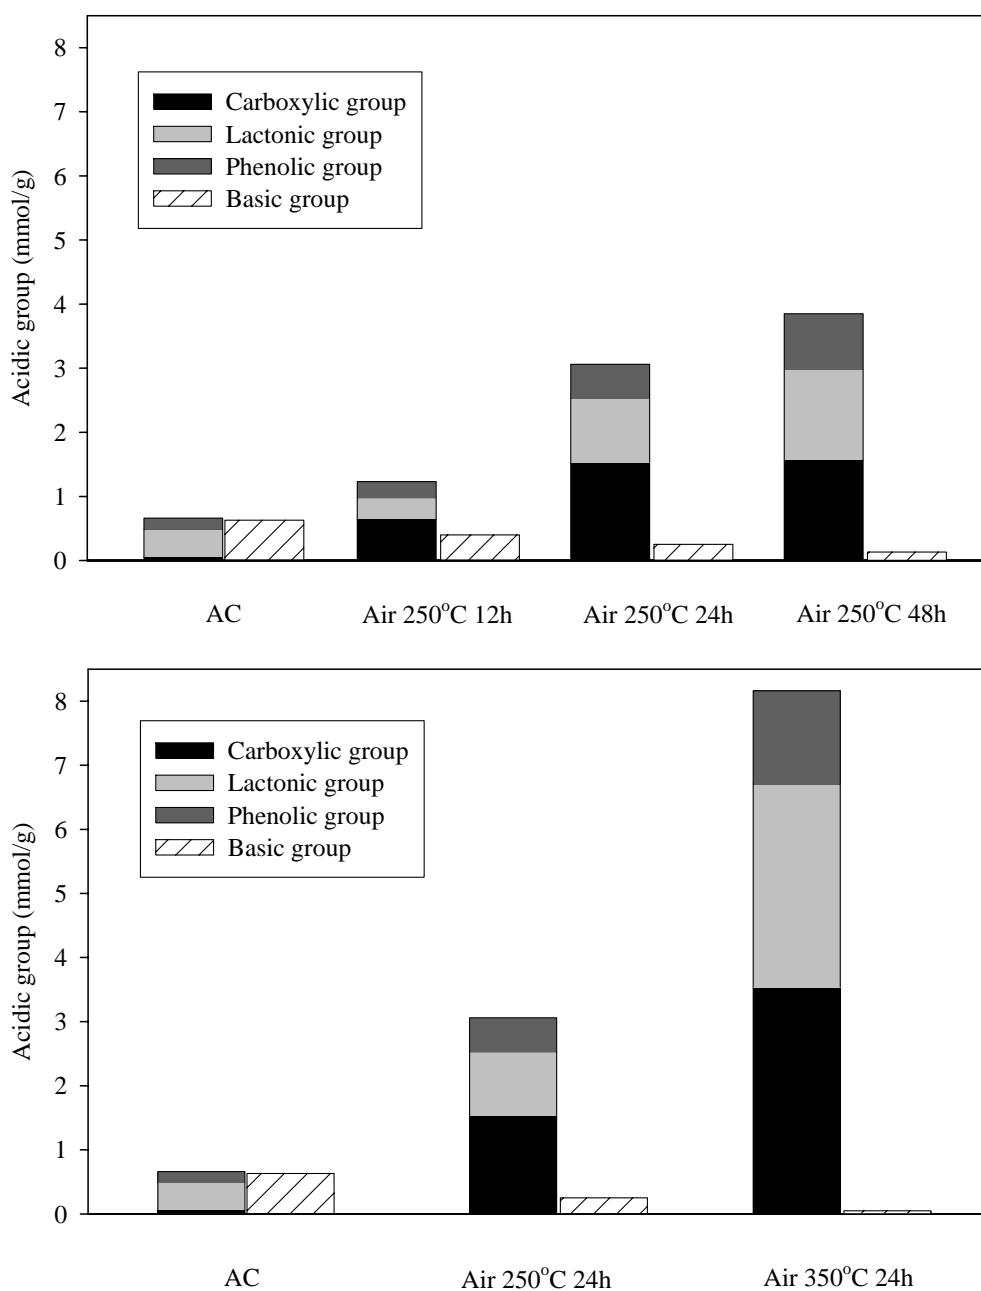 8
7
6
5
4
3
2
1
0
Acidic group (mmol/g)
Carboxylic group
Lactonic group
Phenolic group
Basic group
AC
Air 250°C 12h
Air 250°C 24h
Air 250°C 48h
8
7
6
5
4
3
2
1
0
Acidic group (mmol/g)
Carboxylic group
Lactonic group
Phenolic group
Basic group
AC
Air 250°C 24h
Air 350°C 24h